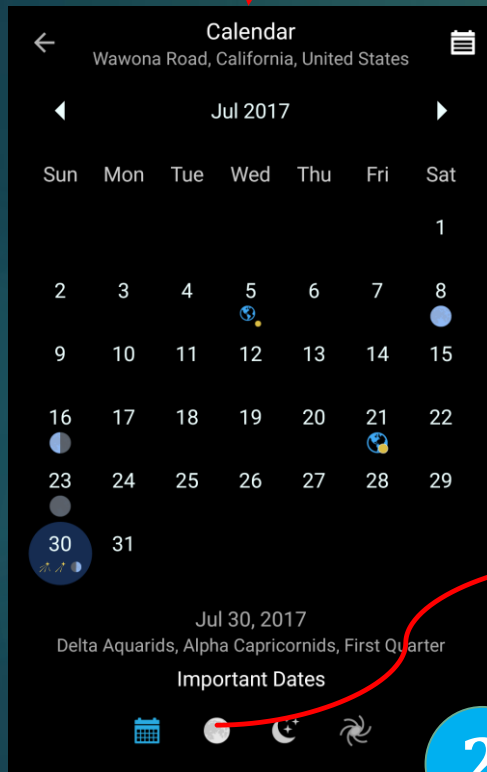 Calendar
Wawona Road, California, United States
Jul 2017
Sun Mon Tue Wed Thu Fri Sat
1
2 3 4 5 6 7 8
9 10 11 12 13 14 15
16 17 18 19 20 21 22
23 24 25 26 27 28 29
30 31
Jul 30, 2017
Delta Aquarids, Alpha Capricornids, First Quarter
Important Dates
2